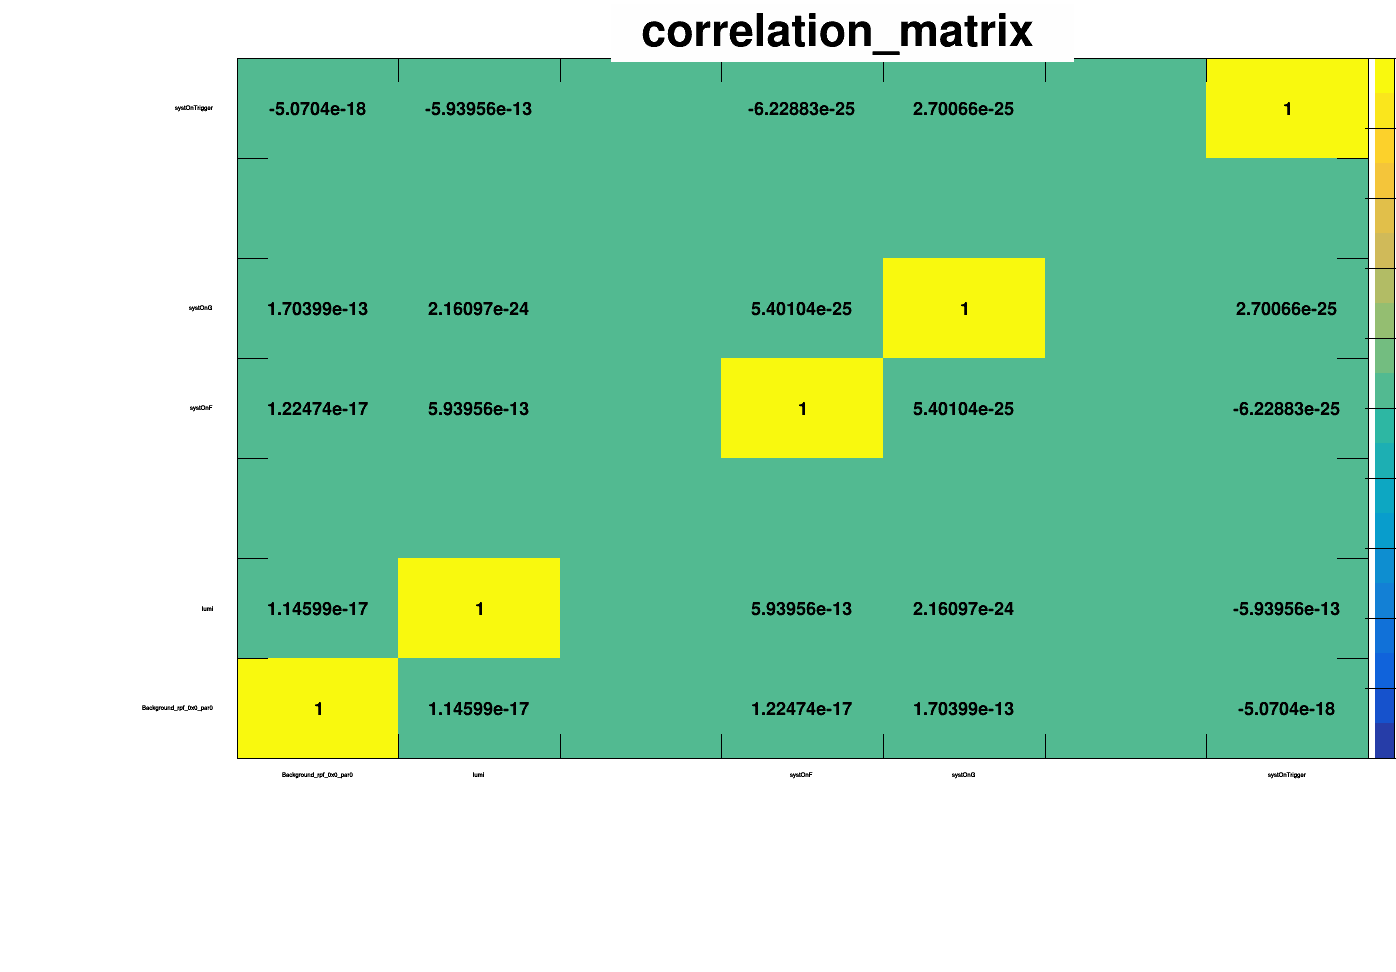 correlation_matrix
systOnTrigger -5.0704e-18 -5.93956e-13 -6.22883e-25 2.70066e-25 1
systOnG 1.70399e-13 2.16097e-24 5.40104e-25 1 2.70066e-25
systOnF 1.22474e-17 5.93956e-13 1 5.40104e-25 -6.22883e-25
lumi 1.14599e-17 1 5.93956e-13 2.16097e-24 -5.93956e-13
Background_rpf_0x0_par0 1 1.14599e-17 1.22474e-17 1.70399e-13 -5.0704e-18
Background_rpf_0x0_par0 lumi systOnF systOnG systOnTrigger